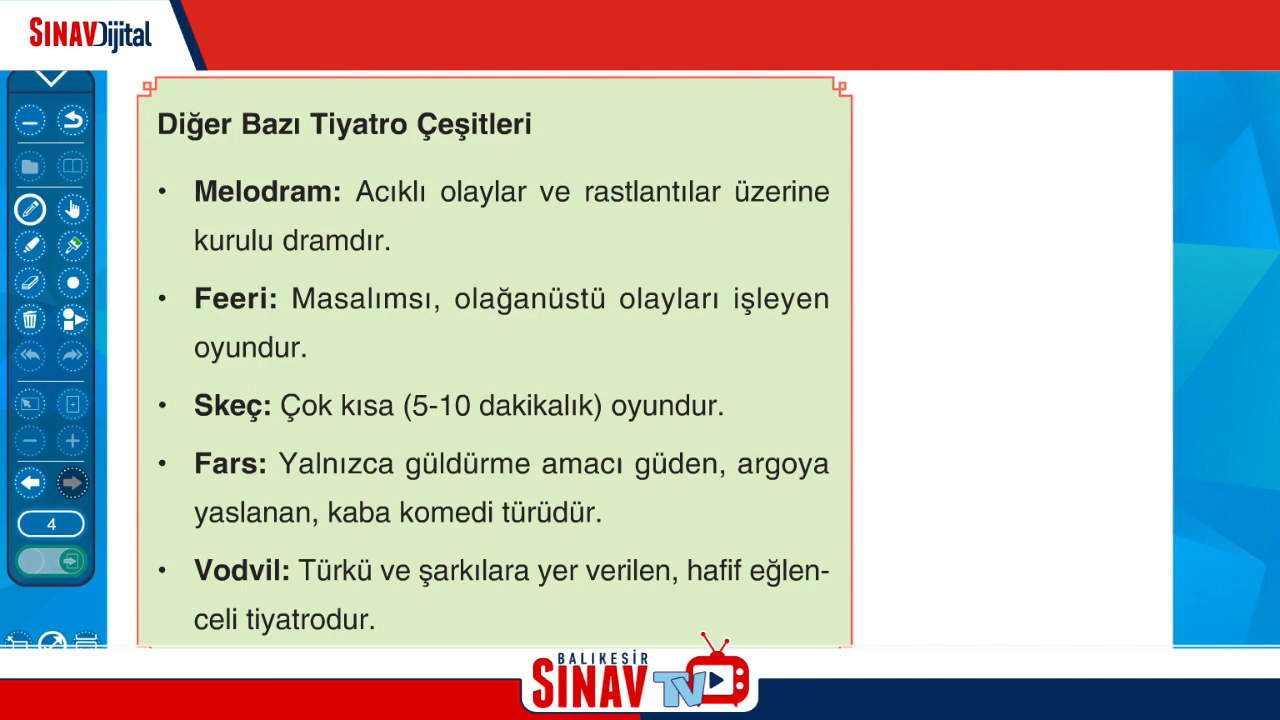 SINAVDijital
Diğer Bazı Tiyatro Çeşitleri
• Melodram: Acıklı olaylar ve rastlantılar üzerine
kurulu dramdır.
• Feeri: Masalımsı, olağanüstü olayları işleyen
oyundur.
• Skeç: Çok kısa (5-10 dakikalık) oyundur.
• Fars: Yalnızca güldürme amacı güden, argoya
yaslanan, kaba komedi türüdür.
• Vodvil: Türkü ve şarkılara yer verilen, hafif eğlen-
celi tiyatrodur.
4
BALIKESİR
SINAV TV